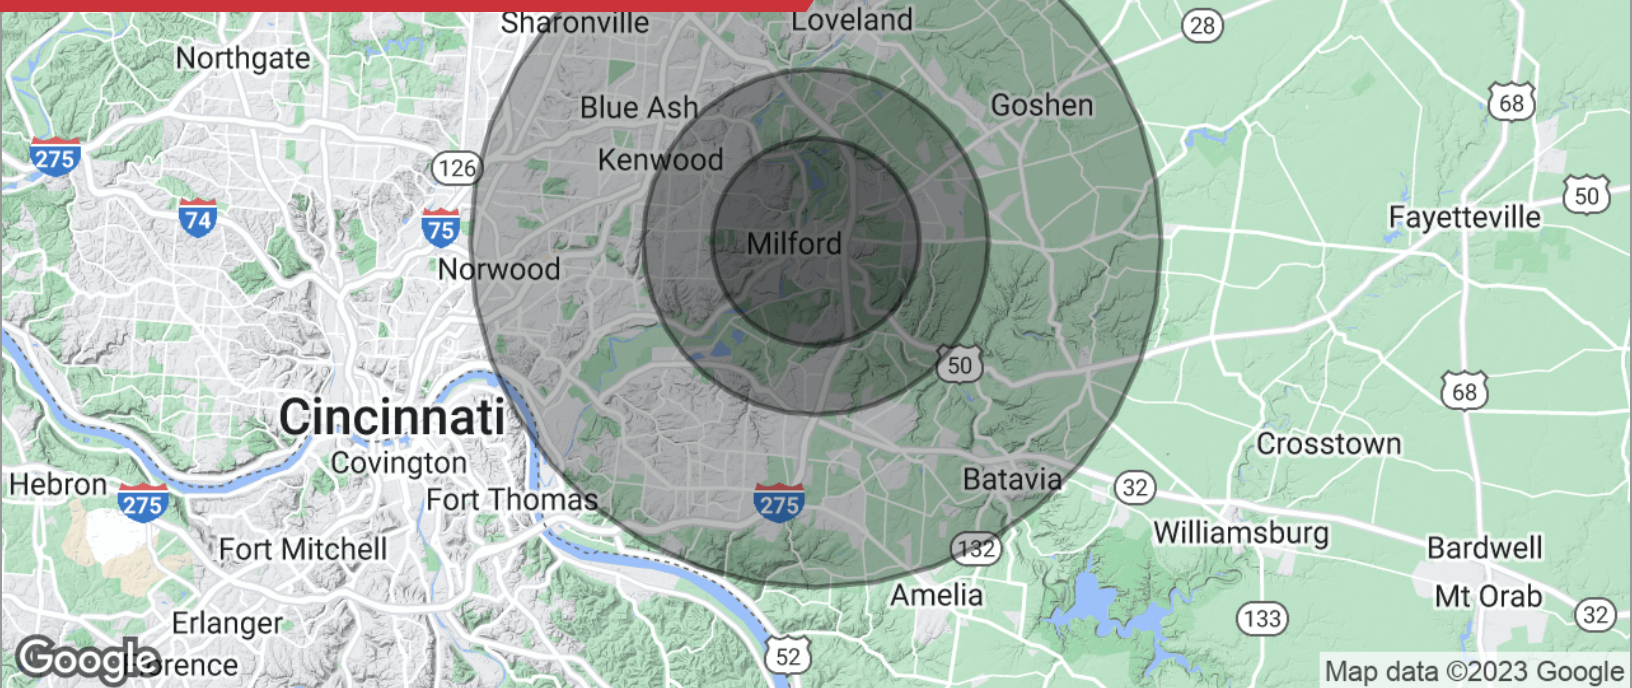 Sharonville
Loveland
28
Northgate
Blue Ash
Goshen
68
275
126
Kenwood
50
74
75
Milford
Fayetteville
Norwood
50
68
Cincinnati
Crosstown
Covington
Hebron
275
Fort Thomas
275
Batavia
32
Williamsburg
Fort Mitchell
132
Bardwell
Amelia
Mt Orab
Erlanger
133
32
Google
orence
52
Map data ©2023 Google